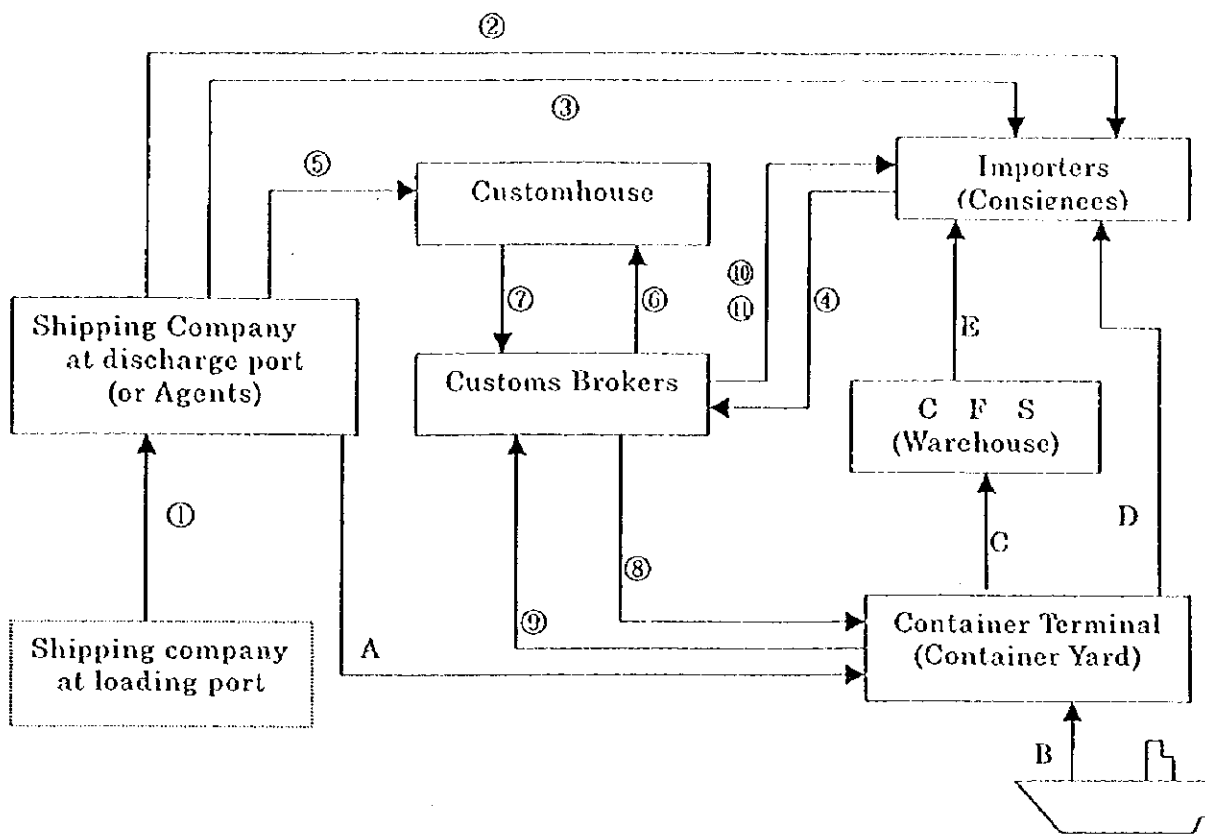 ②
③
⑤
Customhouse
Importers
(Consignees)
⑩
⑪
④
⑦
⑥
Shipping Company
at discharge port
(or Agents)
Customs Brokers
E
C F S
(Warehouse)
①
D
C
⑧
⑨
Shipping company
at loading port
A
Container Terminal
(Container Yard)
B